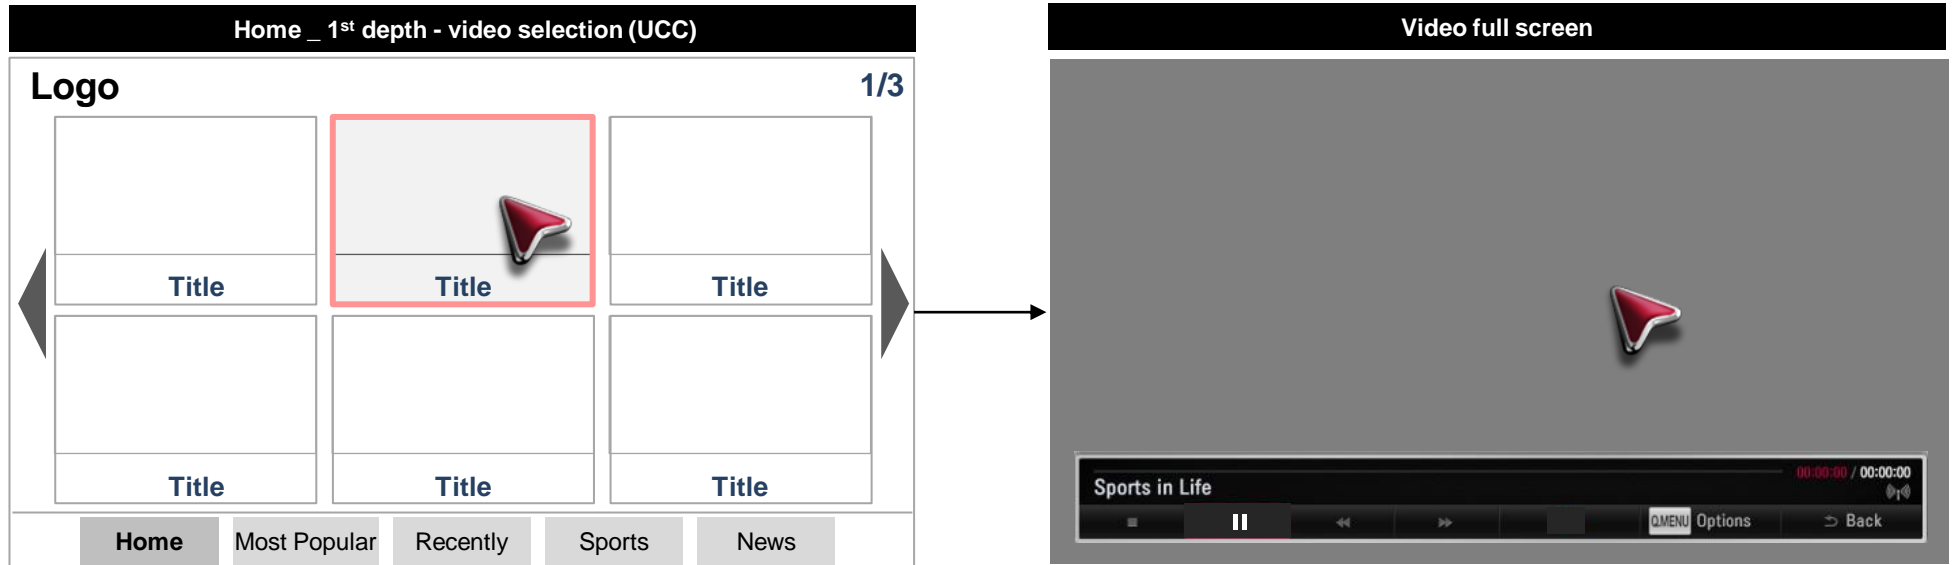 Home _ 1st depth - video selection (UCC)
Logo
1/3
Title Title Title
Title Title Title
Home Most Popular Recently Sports News
Video full screen
00:00:00 / 00:00:00
Sports in Life
Q.MENU Options Back